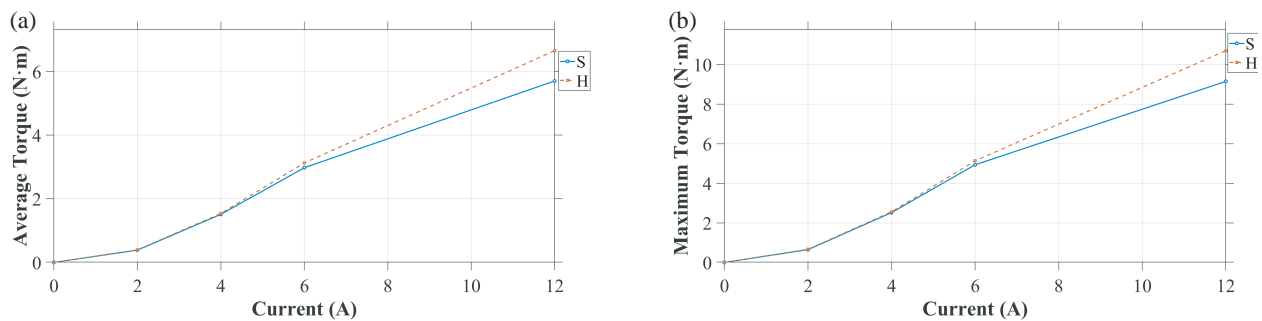 (a)
Average Torque (N·m)
6
4
2
0
0 2 4 6 8 10 12
Current (A)
S
H
(b)
Maximum Torque (N·m)
10
8
6
4
2
0
0 2 4 6 8 10 12
Current (A)
S
H